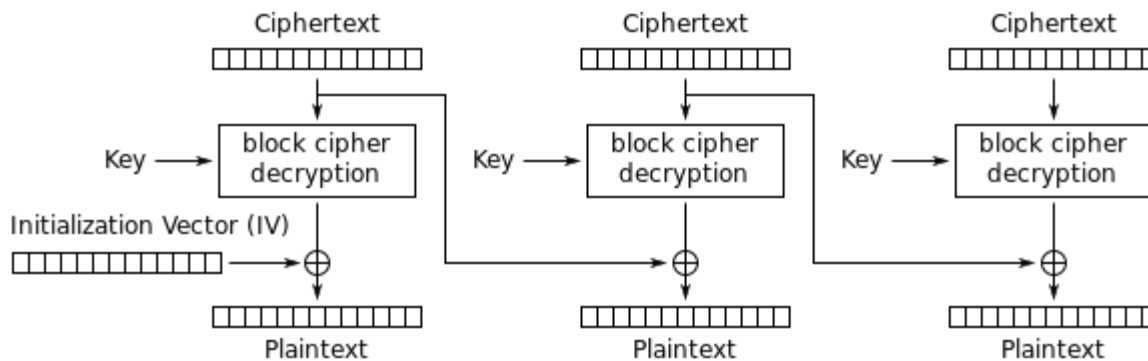 Ciphertext Ciphertext Ciphertext
Key block cipher decryption Key block cipher decryption Key block cipher decryption
Initialization Vector (IV)
Plaintext Plaintext Plaintext